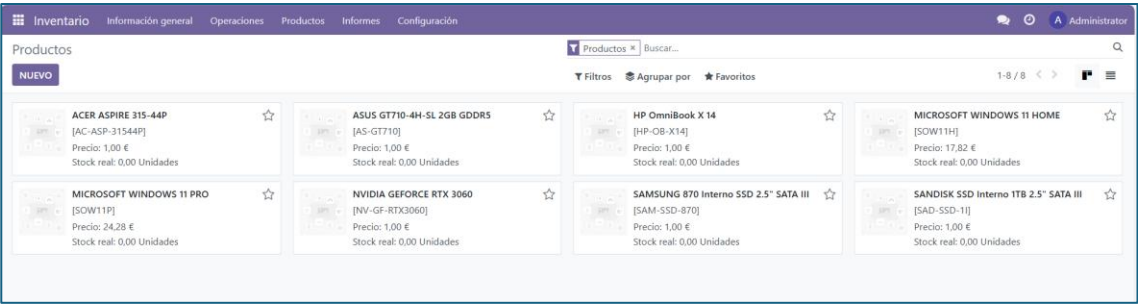 Inventario Información general Operaciones Productos Informes Configuración A Administrator
Productos Productos × Buscar...
NUEVO Filtros Agrupar por Favoritos 1-8 / 8
ACER ASPIRE 315-44P
[AC-ASP-31544P]
Precio: 1,00 €
Stock real: 0,00 Unidades
ASUS GT710-4H-SL 2GB GDDR5
[AS-GT710]
Precio: 1,00 €
Stock real: 0,00 Unidades
HP OmniBook X 14
[HP-OB-X14]
Precio: 1,00 €
Stock real: 0,00 Unidades
MICROSOFT WINDOWS 11 HOME
[SOW11H]
Precio: 17,82 €
Stock real: 0,00 Unidades
MICROSOFT WINDOWS 11 PRO
[SOW11P]
Precio: 24,28 €
Stock real: 0,00 Unidades
NVIDIA GEFORCE RTX 3060
[NV-GF-RTX3060]
Precio: 1,00 €
Stock real: 0,00 Unidades
SAMSUNG 870 Interno SSD 2.5" SATA III
[SAM-SSD-870]
Precio: 1,00 €
Stock real: 0,00 Unidades
SANDISK SSD Interno 1TB 2.5" SATA III
[SAD-SSD-1I]
Precio: 1,00 €
Stock real: 0,00 Unidades